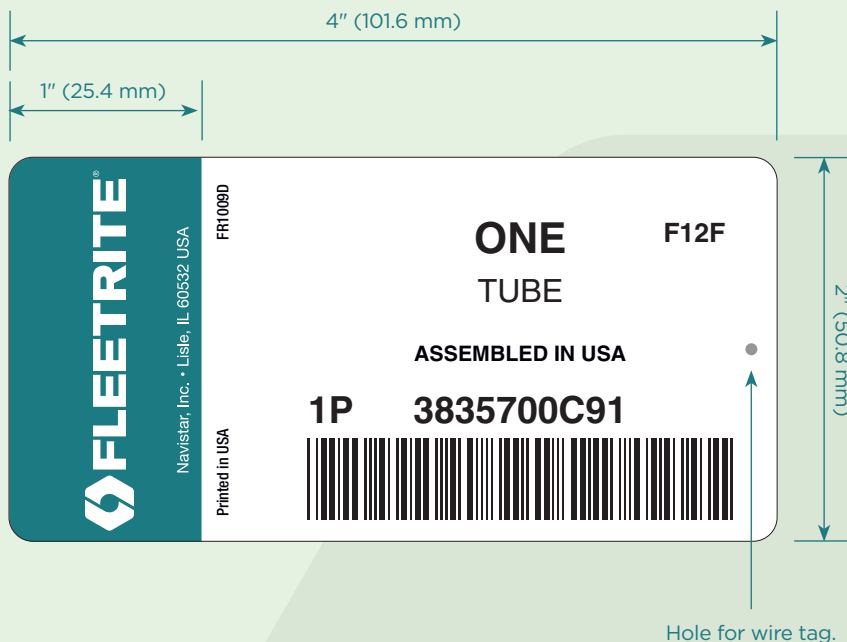 4" (101.6 mm)
1" (25.4 mm)
FLEETRITE®
Navistar, Inc. • Lisle, IL 60532 USA
FR1009D
Printed in USA
ONE
F12F
TUBE
ASSEMBLED IN USA
1P 3835700C91
2" (50.8 mm)
Hole for wire tag.